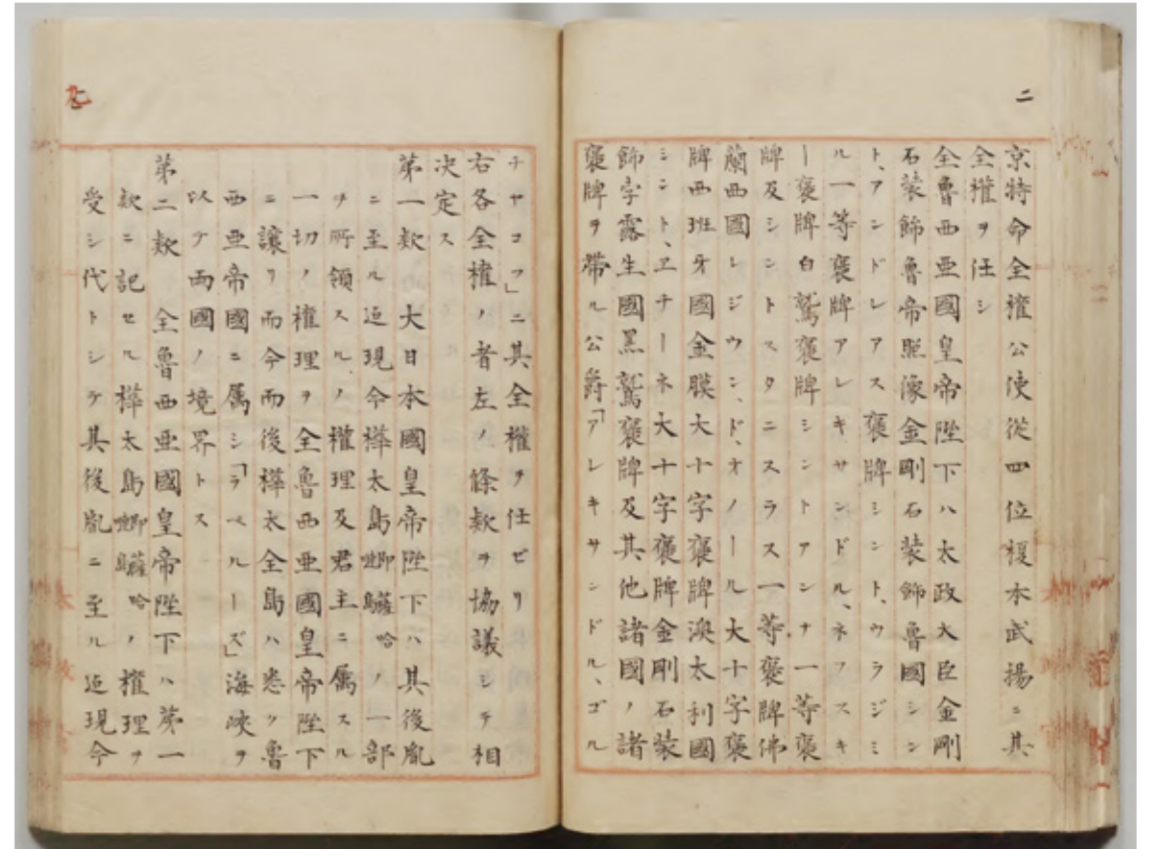 二
京特命全權公使從四位榎本武揚ニ其
全權ヲ任シ
全魯西亜國皇帝陛下ハ太政大臣金剛
石装飾魯帝照像金剛石装飾魯國シン
ト、アンドレアス褒牌シント、ウラジミ
ル一等褒牌アレキサンドル、ネフスキ
ー褒牌白鷲褒牌シントアンナ一等褒
牌及シントスタニスラス一等褒牌佛
蘭西國レジウン、ド、オノール大十字褒
牌西班牙國金膜大十字褒牌澳太利國
シント、エチーネ大十字褒牌金剛石装
飾孛露生國黒鷲褒牌及其他諸國ノ諸
褒牌ヲ帶ル公爵「アレキサンドル、ゴル
チヤコフ」ニ其全權ヲ任セリ
右各全權ノ者左ノ條款ヲ協議シテ相
决定ス
第一款 大日本國皇帝陛下ハ其後胤
ニ至ル迄現今樺太島即薩哈ノ一部
ヲ所領スルノ權理及君主ニ属スル
一切ノ權理ヲ全魯西亜國皇帝陛下
ニ讓リ而今而後樺太全島ハ悉ク魯
西亜帝國ニ属シ「ラペルーズ」海峽ヲ
以テ両國ノ境界トス
第二款 全魯西亜國皇帝陛下ハ第一
款ニ記セル樺太島即薩哈ノ權理ヲ
受シ代トシテ其後胤ニ至ル迄現今